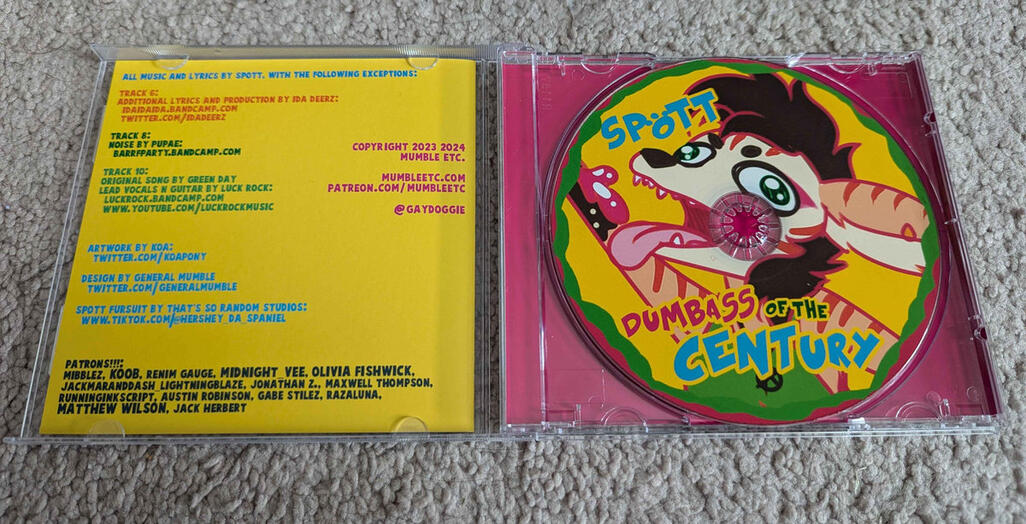 ALL MUSIC AND LYRICS BY SPOTT. WITH THE FOLLOWING EXCEPTIONS:
TRACK 6:
ADDITIONAL LYRICS AND PRODUCTION BY IDA DEERZ:
IDAIDAIDA.BANDCAMP.COM
TWITTER.COM/IDADEERZ
TRACK 8:
NOISE BY PUPAE:
BARRFPARTY.BANDCAMP.COM
TRACK 10:
ORIGINAL SONG BY GREEN DAY
LEAD VOCALS N GUITAR BY LUCK ROCK:
LUCKROCK.BANDCAMP.COM
WWW.YOUTUBE.COM/LUCKROCKMUSIC
ARTWORK BY KOA:
TWITTER.COM/KOAPONY
DESIGN BY GENERAL MUMBLE
TWITTER.COM/GENERALMUMBLE
SPOTT FURSUIT BY THAT'S SO RANDOM STUDIOS:
WWW.TIKTOK.COM/@HERSHEY_DA_SPANIEL
COPYRIGHT 2023 2024
MUMBLE ETC.
MUMBLEETC.COM
PATREON.COM/MUMBLEETC
@GAYDOGGIE
PATRONS!!!:
MIBBLEZ, KOOB, RENIM GAUGE, MIDNIGHT_VEE, OLIVIA FISHWICK,
JACKMARANDDASH_LIGHTNINGBLAZE, JONATHAN Z., MAXWELL THOMPSON,
RUNNINGINKSCRIPT, AUSTIN ROBINSON, GABE STILEZ, RAZALUNA,
MATTHEW WILSON, JACK HERBERT
SPÖTT
DUMBASS OF THE
CENTURY